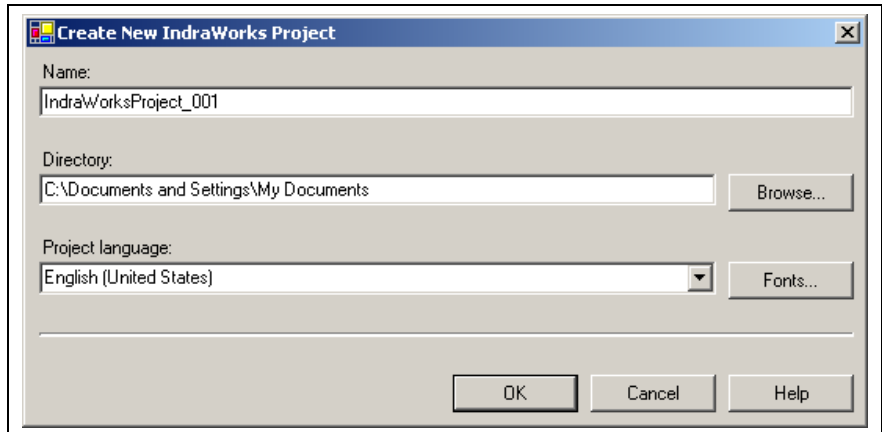 Create New IndraWorks Project
Name:
IndraWorksProject_001
Directory:
C:\Documents and Settings\My Documents
Browse...
Project language:
English (United States)
Fonts...
OK
Cancel
Help